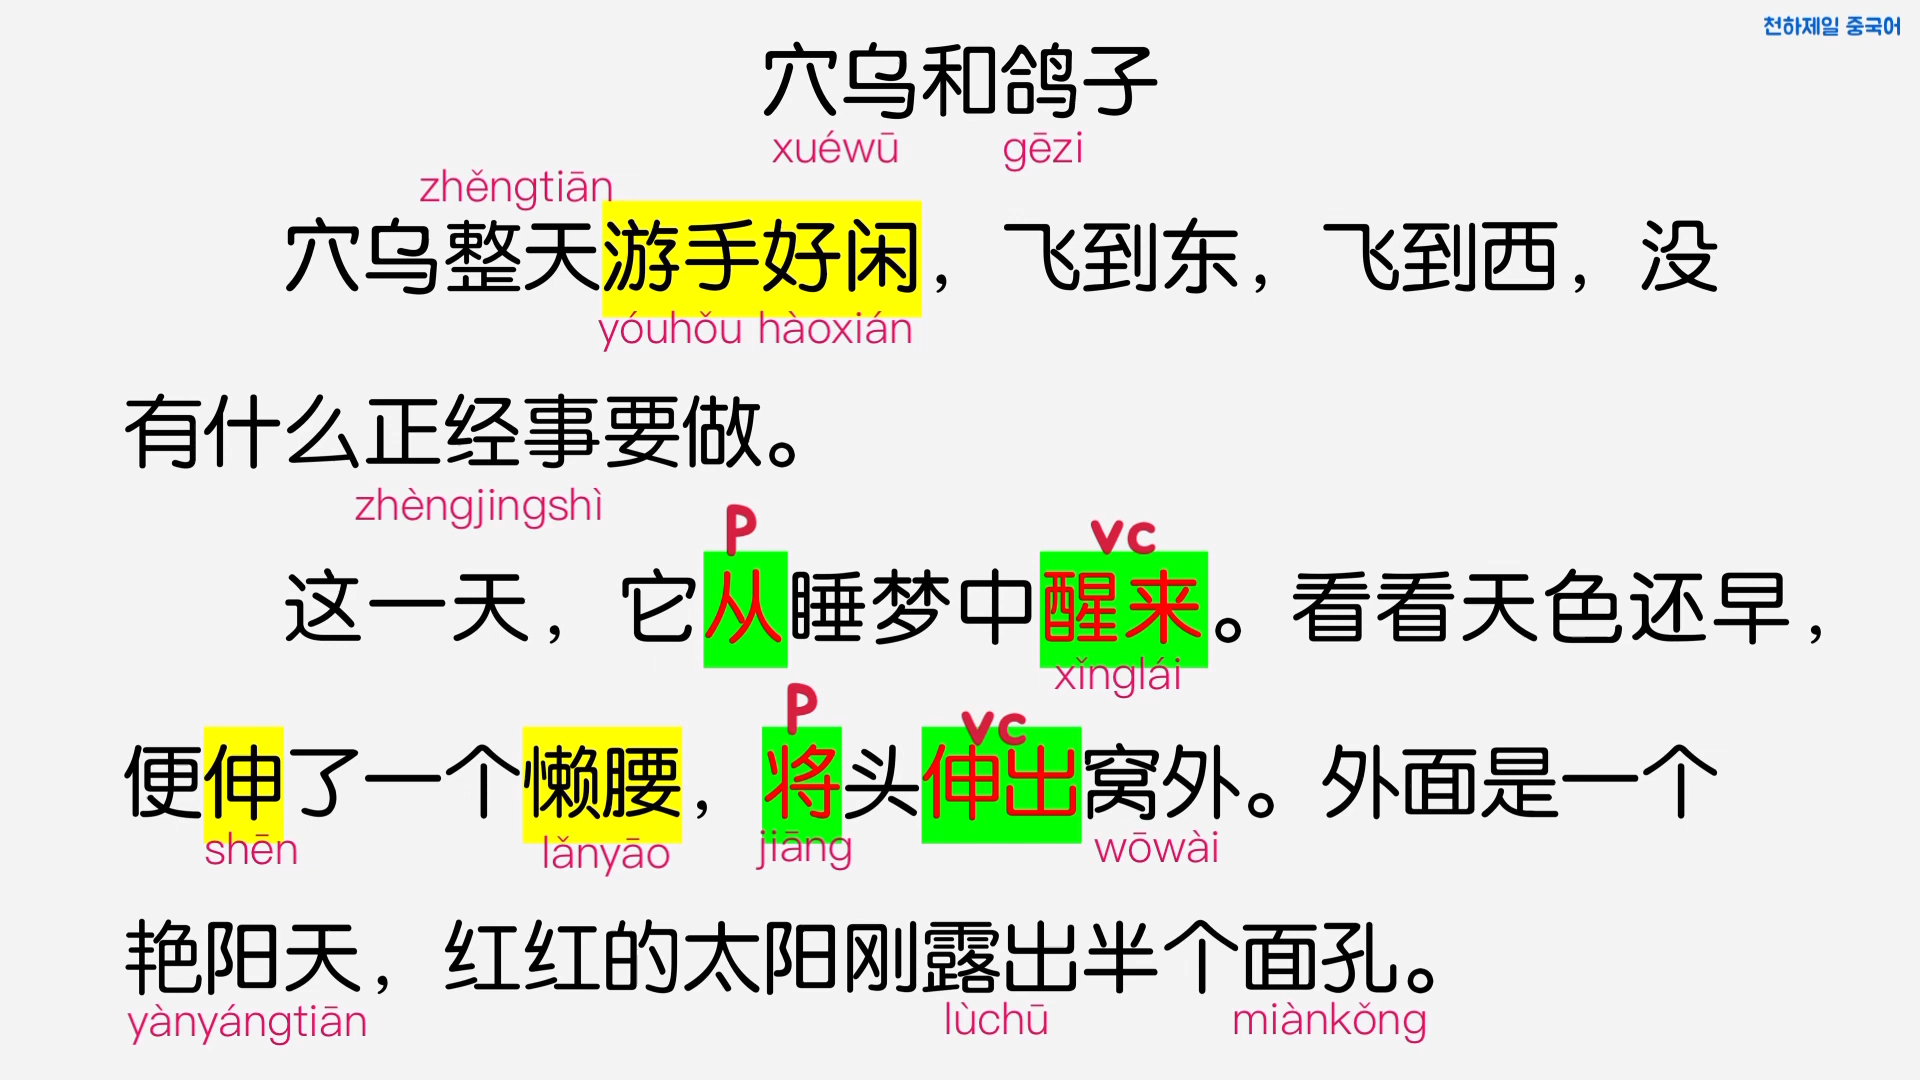 천하제일 중국어
穴乌和鸽子
xuéwū gēzi
zhěngtiān
穴乌整天游手好闲，飞到东，飞到西，没
yóuhǒu hàoxián
有什么正经事要做。
zhèngjingshì
P vc
这一天，它从睡梦中醒来。看看天色还早，
xǐnglái
P vc
便伸了一个懒腰，将头伸出窝外。外面是一个
shēn lǎnyāo jiāng wōwài
艳阳天，红红的太阳刚露出半个面孔。
yànyángtiān lùchū miànkǒng